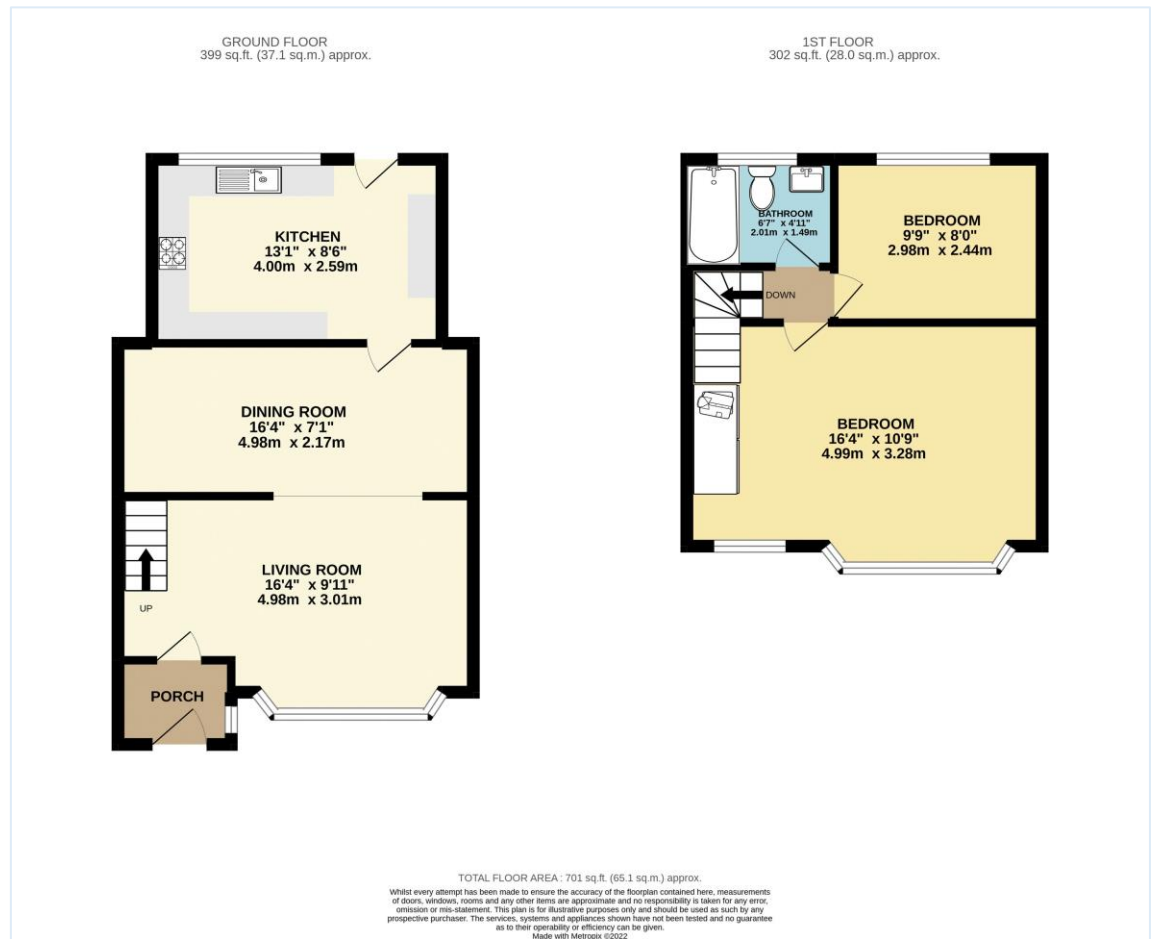 GROUND FLOOR
399 sq.ft. (37.1 sq.m.) approx.
KITCHEN
13'1" x 8'6"
4.00m x 2.59m
DINING ROOM
16'4" x 7'1"
4.98m x 2.17m
LIVING ROOM
16'4" x 9'11"
4.98m x 3.01m
UP
PORCH
1ST FLOOR
302 sq.ft. (28.0 sq.m.) approx.
BATHROOM
6'7" x 4'11"
2.01m x 1.49m
BEDROOM
9'9" x 8'0"
2.98m x 2.44m
DOWN
BEDROOM
16'4" x 10'9"
4.99m x 3.28m
TOTAL FLOOR AREA : 701 sq.ft. (65.1 sq.m.) approx.
Whilst every attempt has been made to ensure the accuracy of the floorplan contained here, measurements
of doors, windows, rooms and any other items are approximate and no responsibility is taken for any error,
omission or mis-statement. This plan is for illustrative purposes only and should be used as such by any
prospective purchaser. The services, systems and appliances shown have not been tested and no guarantee
as to their operability or efficiency can be given.
Made with Metropix ©2022